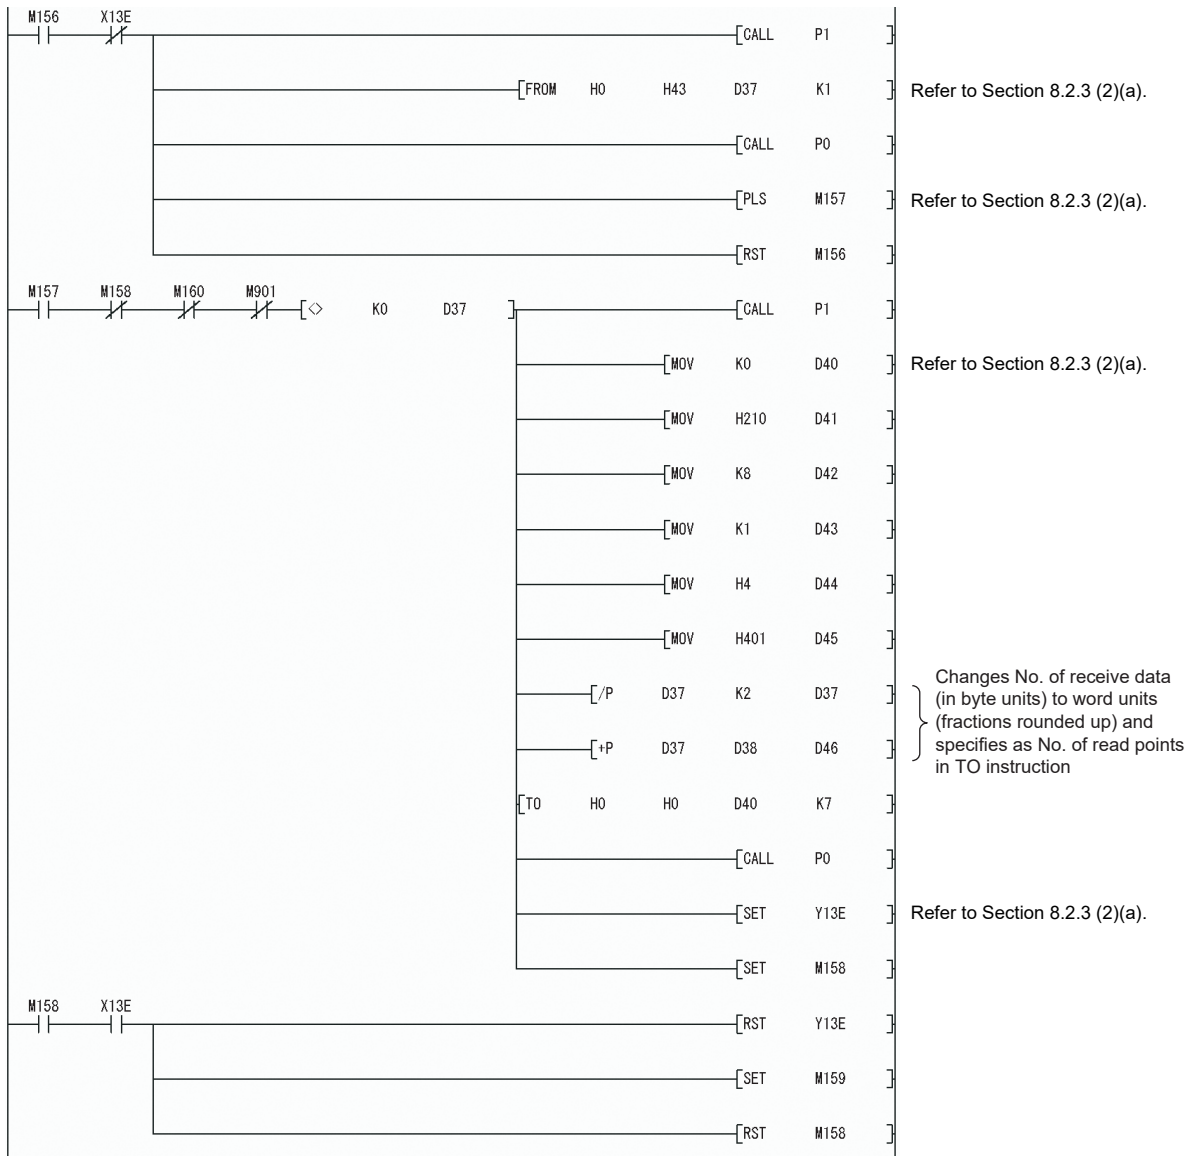 M156 X13E
[CALL P1 ]
[FROM H0 H43 D37 K1 ] Refer to Section 8.2.3 (2)(a).
[CALL P0 ]
[PLS M157 ] Refer to Section 8.2.3 (2)(a).
[RST M156 ]
M157 M158 M160 M901
[<> K0 D37 ] [CALL P1 ]
[MOV K0 D40 ] Refer to Section 8.2.3 (2)(a).
[MOV H210 D41 ]
[MOV K8 D42 ]
[MOV K1 D43 ]
[MOV H4 D44 ]
[MOV H401 D45 ]
[/P D37 K2 D37 ]
[+P D37 D38 D46 ]
Changes No. of receive data
(in byte units) to word units
(fractions rounded up) and
specifies as No. of read points
in TO instruction
[TO H0 H0 D40 K7 ]
[CALL P0 ]
[SET Y13E ] Refer to Section 8.2.3 (2)(a).
[SET M158 ]
M158 X13E
[RST Y13E ]
[SET M159 ]
[RST M158 ]